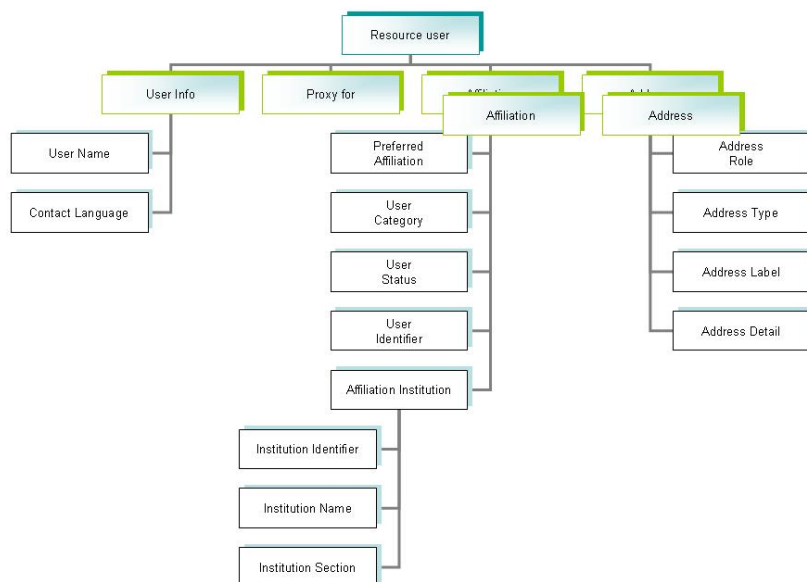 Resource user
User Info
Proxy for
Affiliation
Affiliation
Address
User Name
Contact Language
Preferred
Affiliation
User
Category
User
Status
User
Identifier
Affiliation Institution
Institution Identifier
Institution Name
Institution Section
Address
Role
Address Type
Address Label
Address Detail